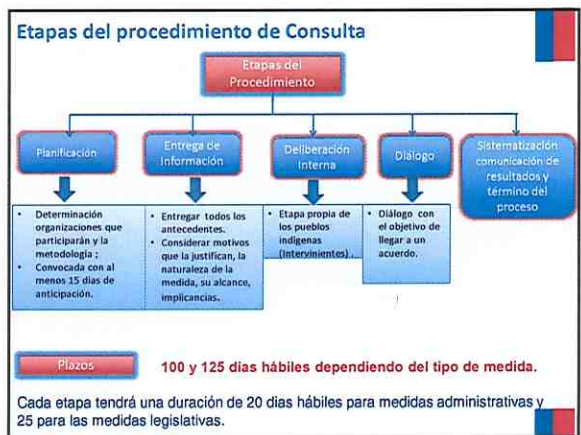 Etapas del procedimiento de Consulta
Etapas del
Procedimiento
Planificación
Entrega de
Información
Deliberación
Interna
Diálogo
Sistematización
comunicación de
resultados y
término del
proceso
• Determinación
organizaciones que
participarán y la
metodología ;
• Convocada con al
menos 15 días de
anticipación.
• Entregar todos los
antecedentes.
• Considerar motivos
que la justifican, la
naturaleza de la
medida, su alcance,
implicancias.
• Etapa propia de
los pueblos
indígenas
(Intervinientes) .
• Diálogo con
el objetivo de
llegar a un
acuerdo.
Plazos
100 y 125 días hábiles dependiendo del tipo de medida.
Cada etapa tendrá una duración de 20 días hábiles para medidas administrativas y
25 para las medidas legislativas.